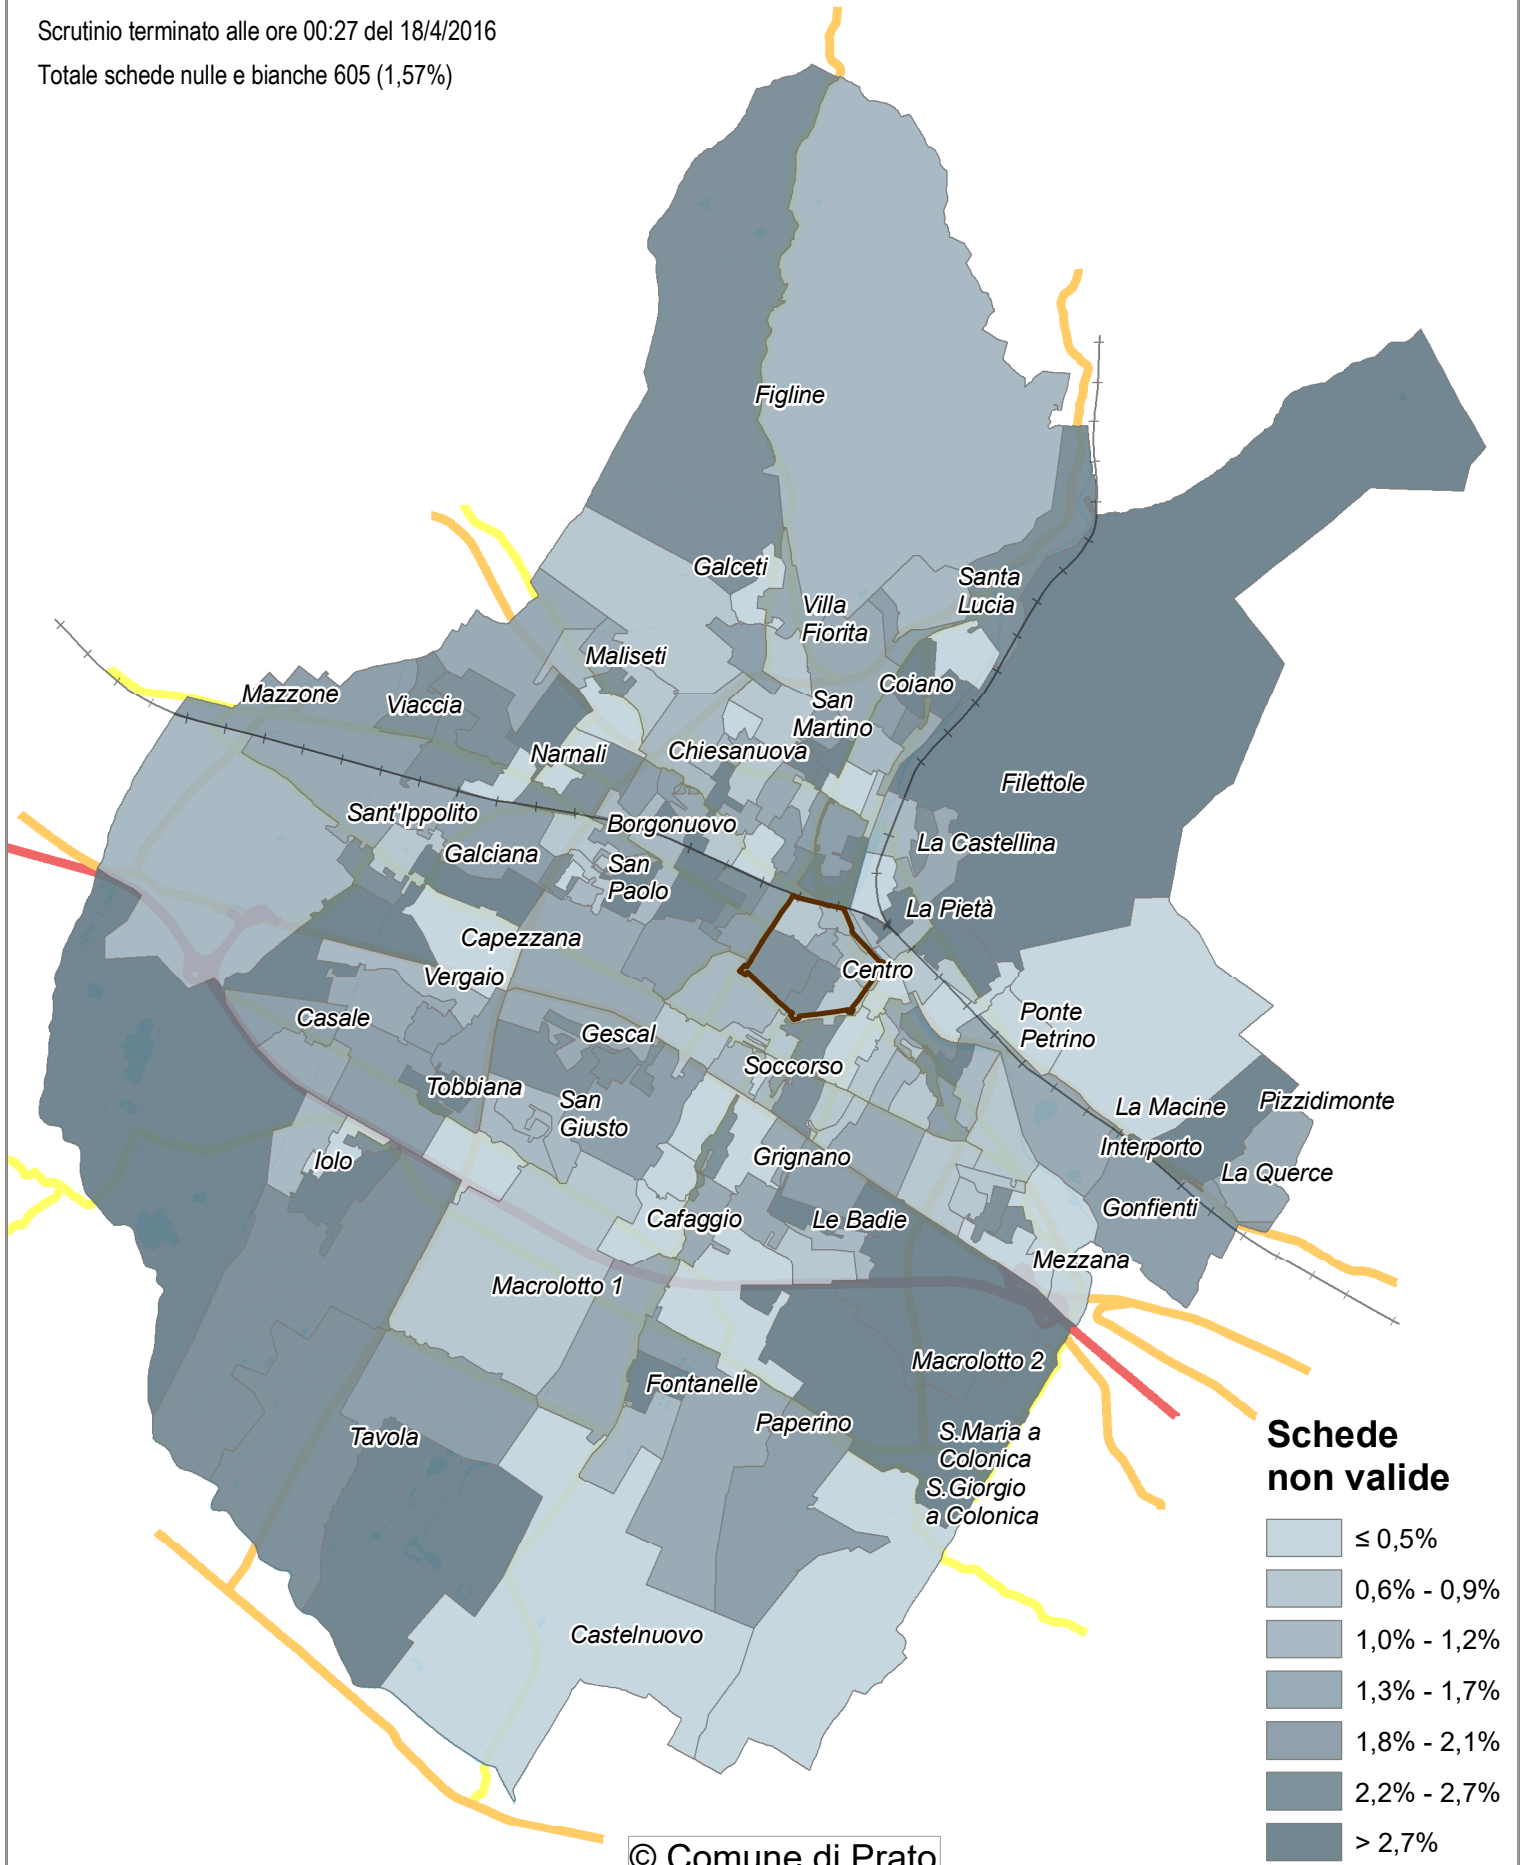 Scrutinio terminato alle ore 00:27 del 18/4/2016
Totale schede nulle e bianche 605 (1,57%)
Figline
Galceti
Santa
Lucia
Villa
Fiorita
Maliseti
Coiano
Mazzone
Viaccia
San
Martino
Narnali
Chiesanuova
Filettole
Sant'Ippolito
Borgonuovo
La Castellina
Galciana
San
Paolo
La Pietà
Capezzana
Centro
Vergaio
Casale
Gescal
Ponte
Petrino
Soccorso
Tobbiana
San
Giusto
La Macine
Pizzidimonte
Interporto
Iolo
Grignano
La Querce
Gonfienti
Cafaggio
Le Badie
Mezzana
Macrolotto 1
Macrolotto 2
Fontanelle
Paperino
Tavola
S.Maria a
Colonica
S.Giorgio
a Colonica
Castelnuovo
Schede
non valide
≤ 0,5%
0,6% - 0,9%
1,0% - 1,2%
1,3% - 1,7%
1,8% - 2,1%
2,2% - 2,7%
> 2,7%
© Comune di Prato